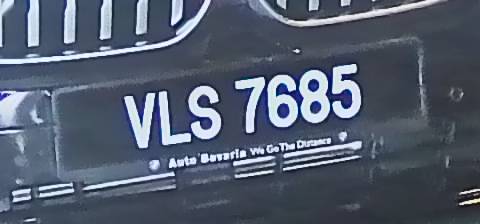 VLS 7685
Auto Bavaria We Go The Distance